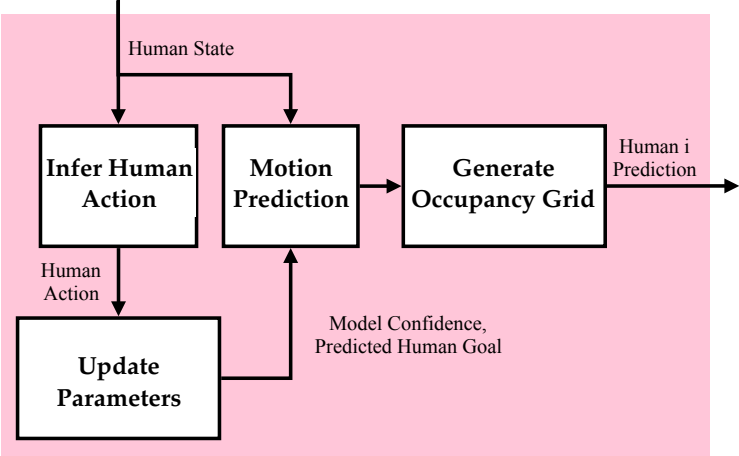 Human State
Infer Human
Action
Motion
Prediction
Generate
Occupancy Grid
Human i
Prediction
Human
Action
Model Confidence,
Predicted Human Goal
Update
Parameters